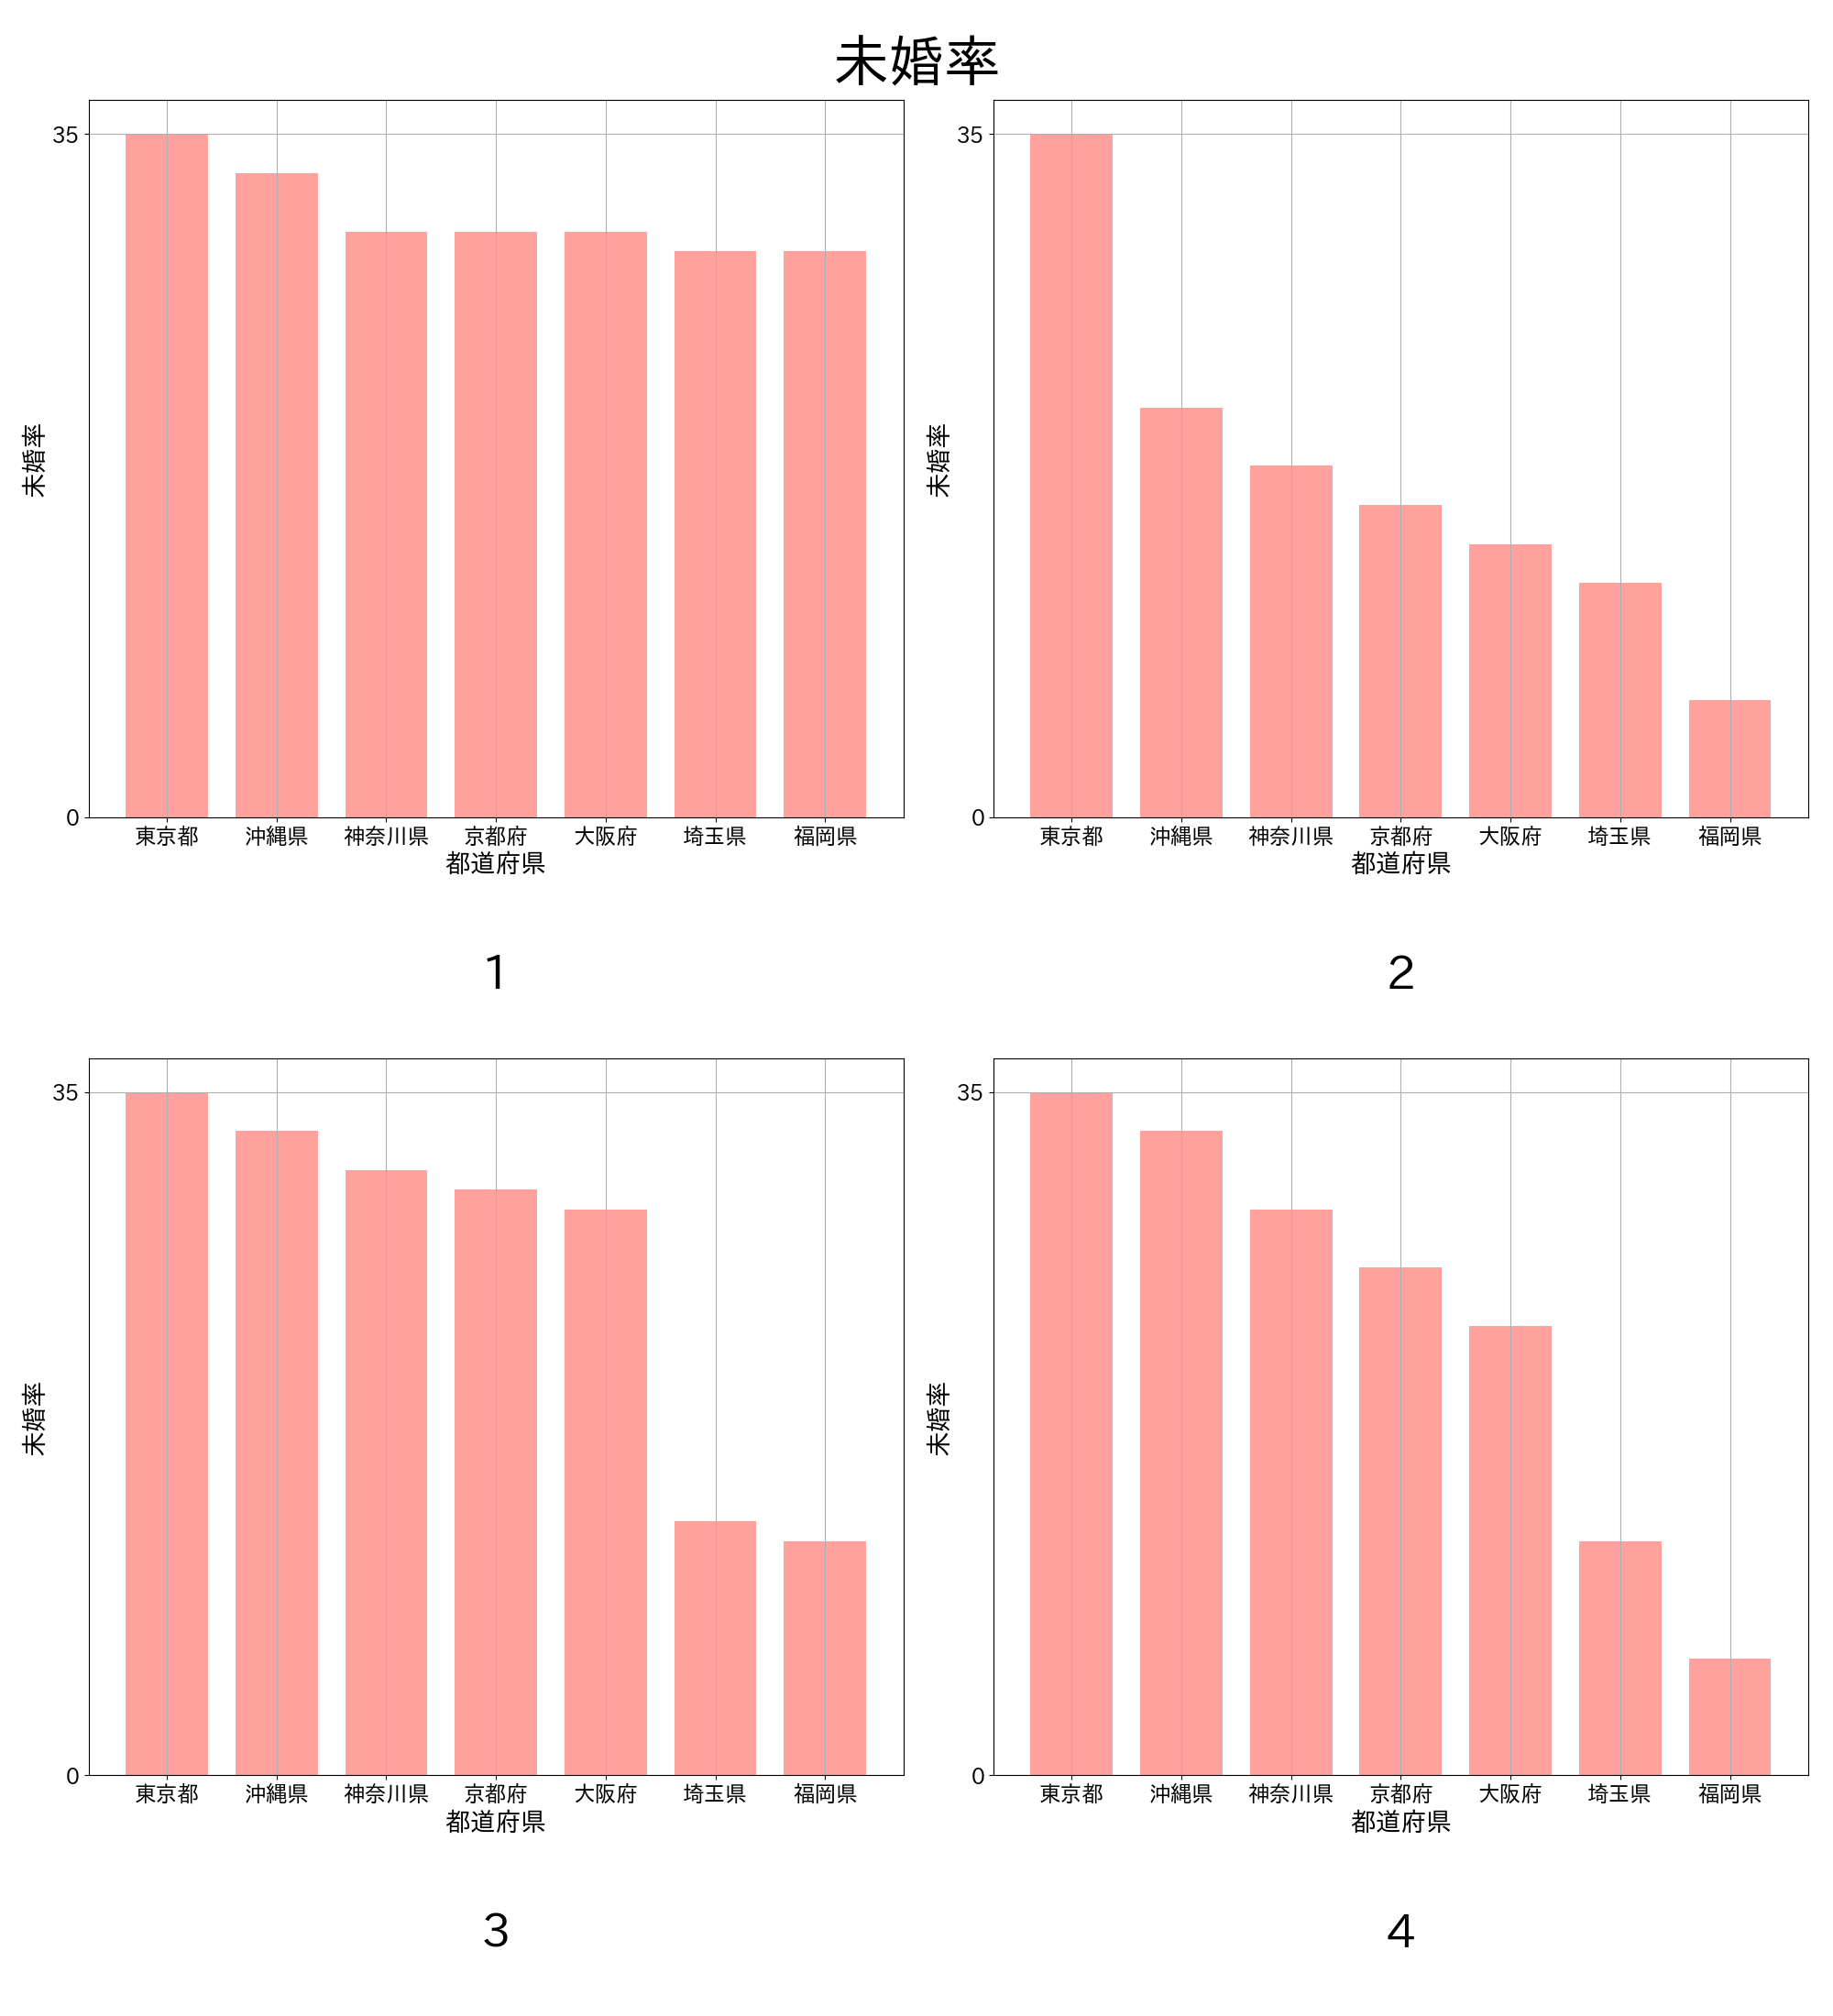 未婚率
35
0
未婚率
東京都 沖縄県 神奈川県 京都府 大阪府 埼玉県 福岡県
都道府県
1
35
0
未婚率
東京都 沖縄県 神奈川県 京都府 大阪府 埼玉県 福岡県
都道府県
2
35
0
未婚率
東京都 沖縄県 神奈川県 京都府 大阪府 埼玉県 福岡県
都道府県
3
35
0
未婚率
東京都 沖縄県 神奈川県 京都府 大阪府 埼玉県 福岡県
都道府県
4